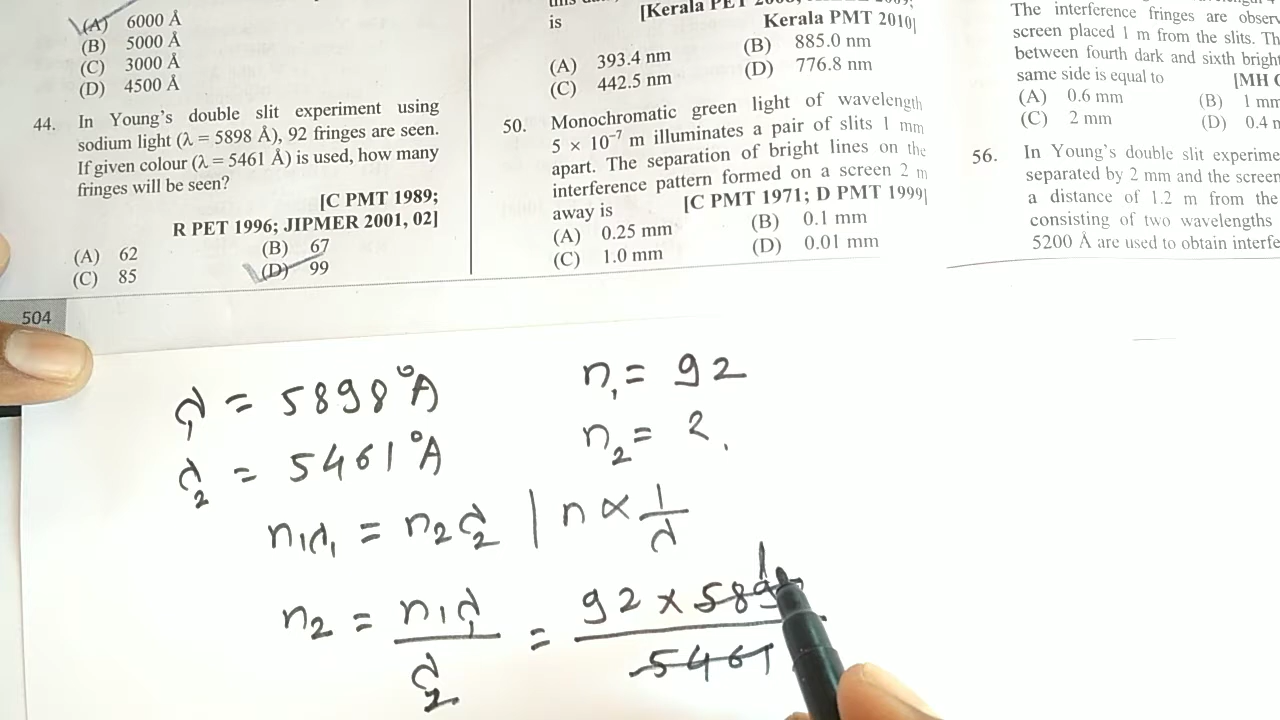 (A) 6000 Å
(B) 5000 Å
(C) 3000 Å
(D) 4500 Å
44. In Young's double slit experiment using
sodium light (λ = 5898 Å), 92 fringes are seen.
If given colour (λ = 5461 Å) is used, how many
fringes will be seen?
[C PMT 1989;
R PET 1996; JIPMER 2001, 02]
(A) 62 (B) 67
(C) 85 (D) 99
504
is [Kerala PET
Kerala PMT 2010]
(A) 393.4 nm (B) 885.0 nm
(C) 442.5 nm (D) 776.8 nm
50. Monochromatic green light of wavelength
5 × 10⁻⁷ m illuminates a pair of slits 1 mm
apart. The separation of bright lines on the
interference pattern formed on a screen 2 m
away is [C PMT 1971; D PMT 1999]
(A) 0.25 mm (B) 0.1 mm
(C) 1.0 mm (D) 0.01 mm
The interference fringes are observ
screen placed 1 m from the slits. Th
between fourth dark and sixth bright
same side is equal to [MH C
(A) 0.6 mm (B) 1 mm
(C) 2 mm (D) 0.4 m
56. In Young's double slit experime
separated by 2 mm and the screen
a distance of 1.2 m from the
consisting of two wavelengths
5200 Å are used to obtain interfe
λ₁ = 5898 °A n₁ = 92
λ₂ = 5461 °A n₂ = ?.
n₁λ₁ = n₂λ₂ | n ∝ 1/λ
n₂ = n₁λ₁/λ₂ = 92 × 589 / 5461